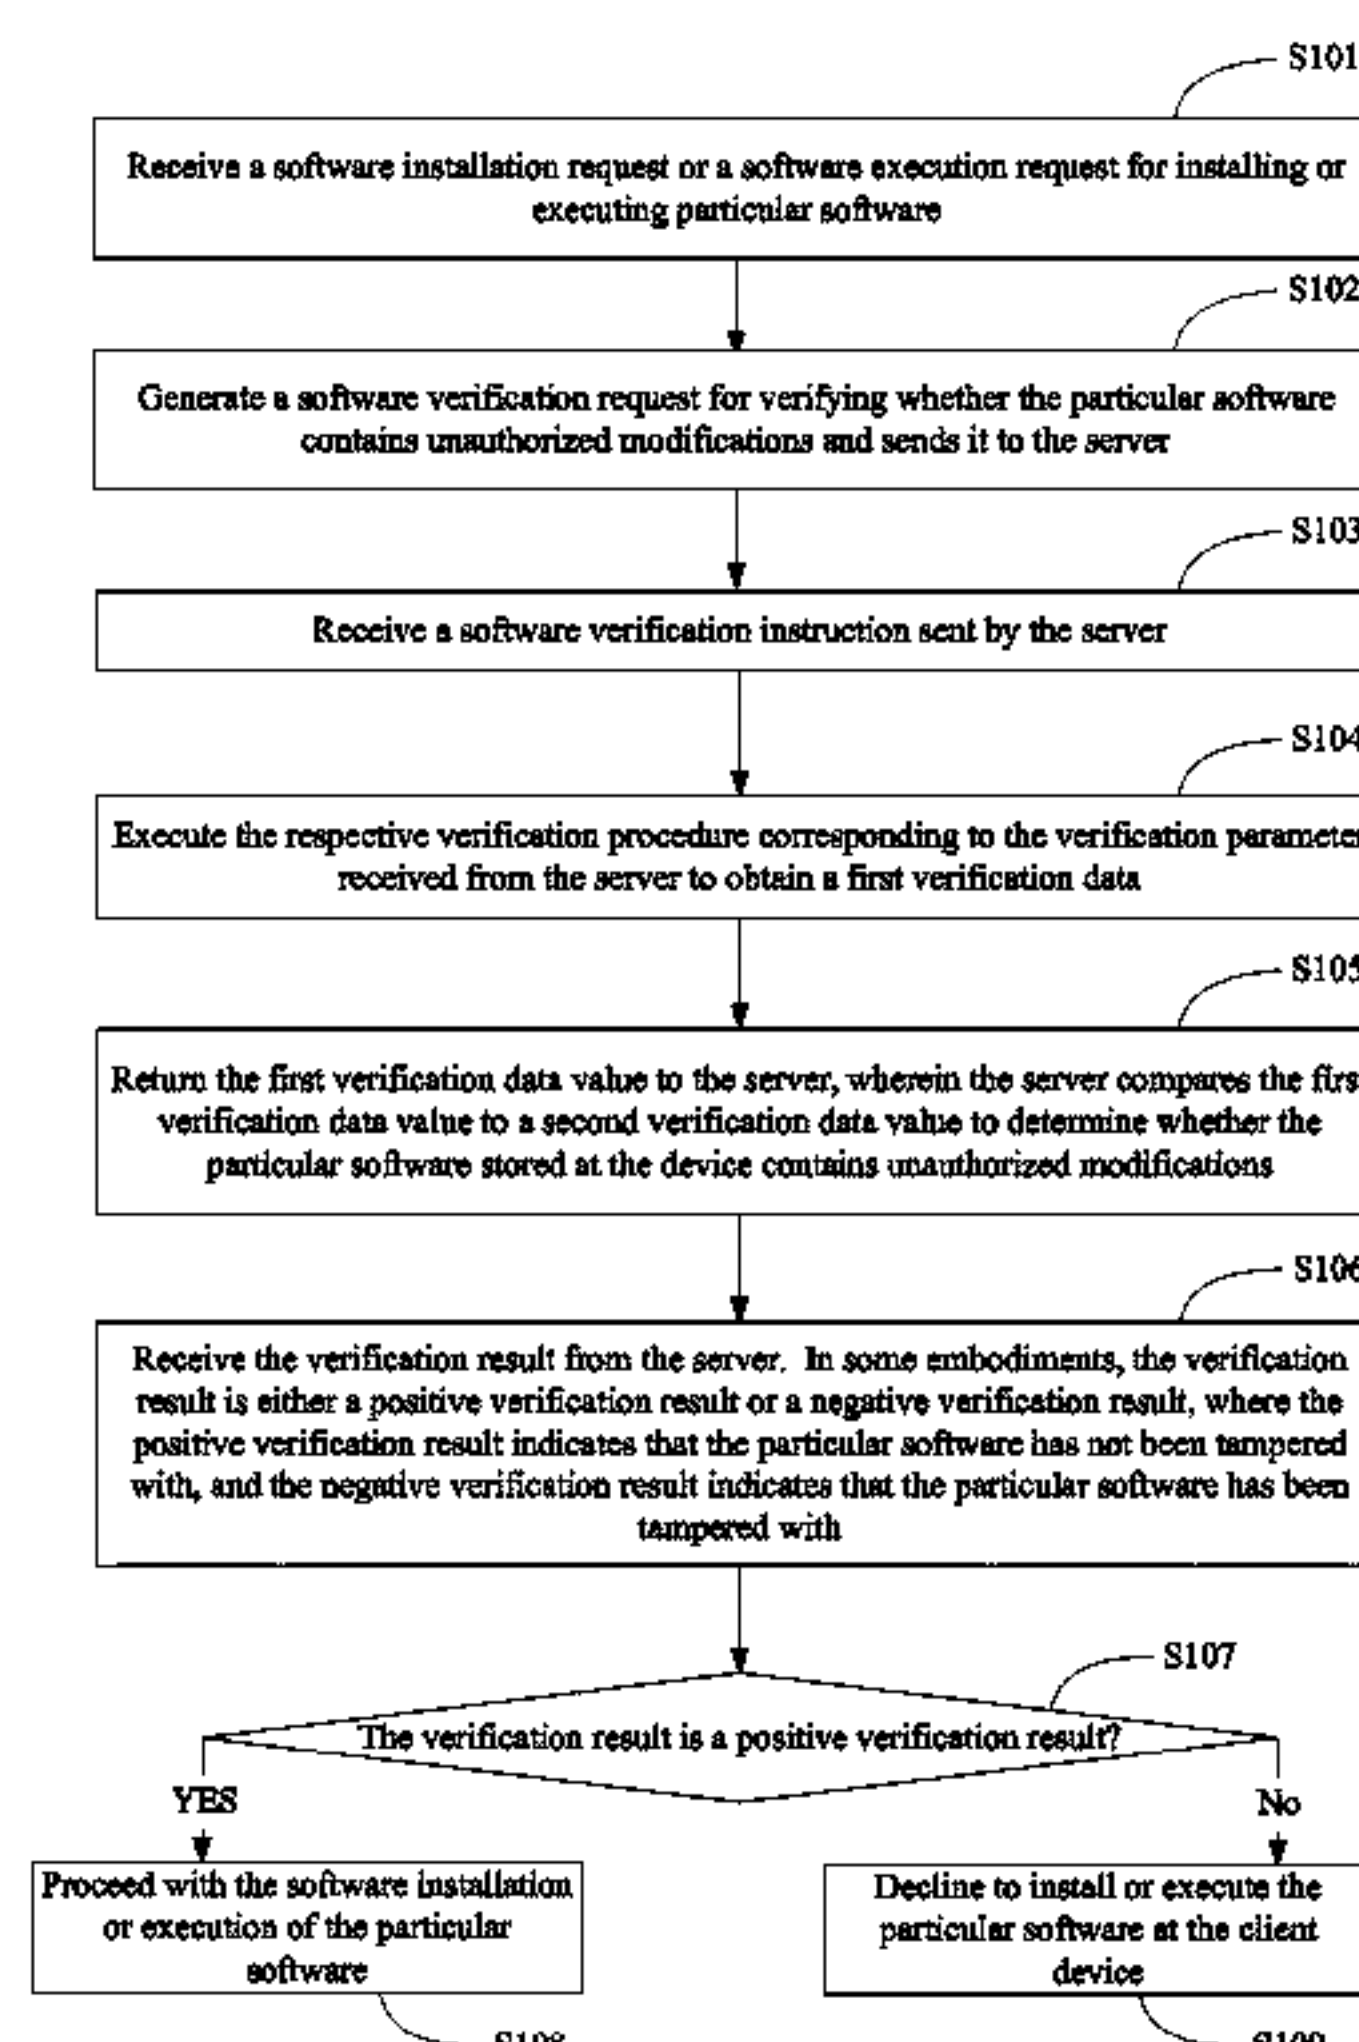 S101
Receive a software installation request or a software execution request for installing or
executing particular software
S102
Generate a software verification request for verifying whether the particular software
contains unauthorized modifications and sends it to the server
S103
Receive a software verification instruction sent by the server
S104
Execute the respective verification procedure corresponding to the verification parameter
received from the server to obtain a first verification data
S105
Return the first verification data value to the server, wherein the server compares the first
verification data value to a second verification data value to determine whether the
particular software stored at the device contains unauthorized modifications
S106
Receive the verification result from the server. In some embodiments, the verification
result is either a positive verification result or a negative verification result, where the
positive verification result indicates that the particular software has not been tampered
with, and the negative verification result indicates that the particular software has been
tampered with
S107
The verification result is a positive verification result?
YES
No
Proceed with the software installation
or execution of the particular
software
Decline to install or execute the
particular software at the client
device
S108
S109